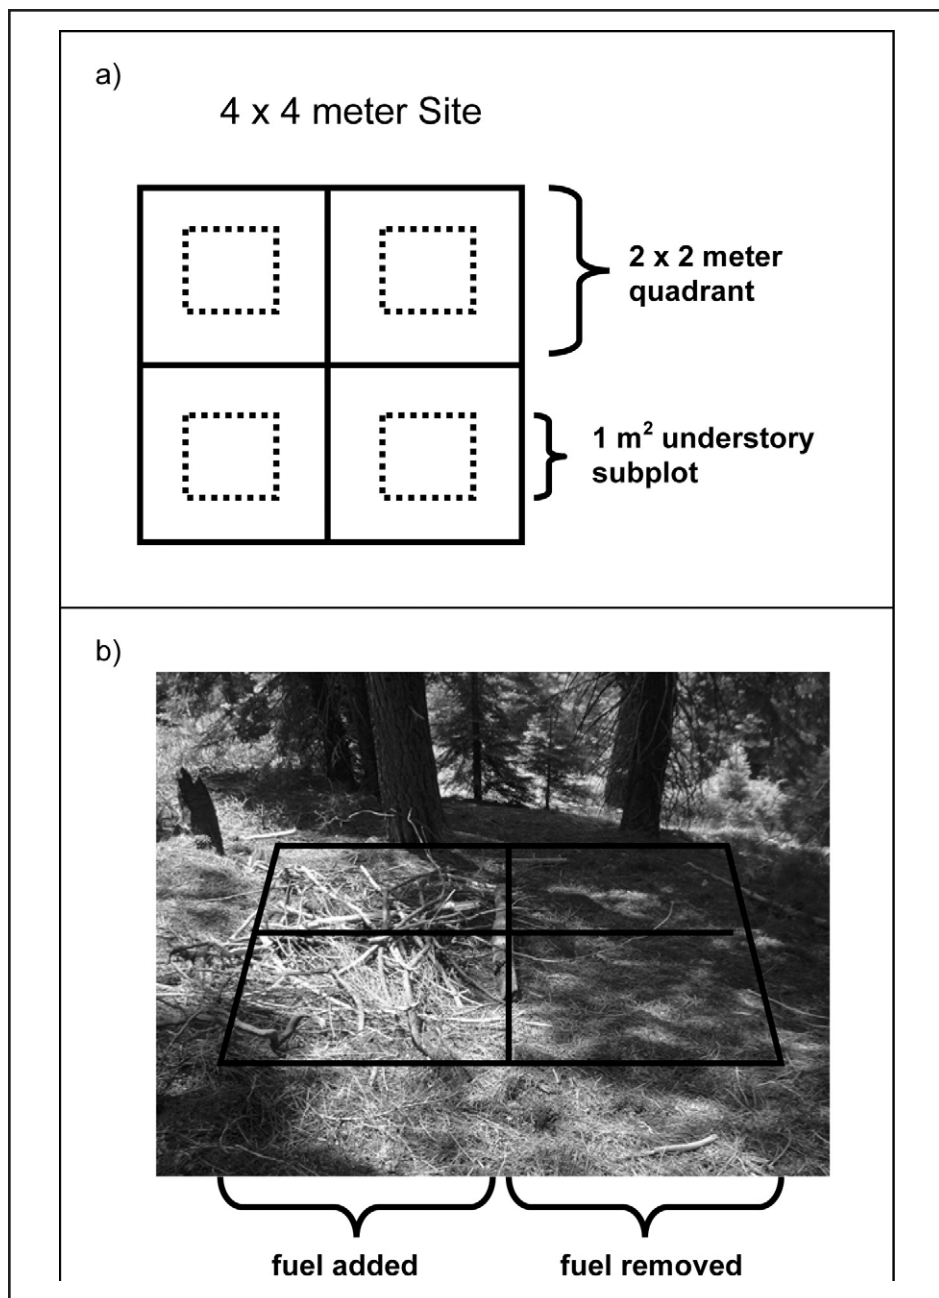 a)
4 x 4 meter Site
2 x 2 meter
quadrant
1 m² understory
subplot
b)
fuel added
fuel removed